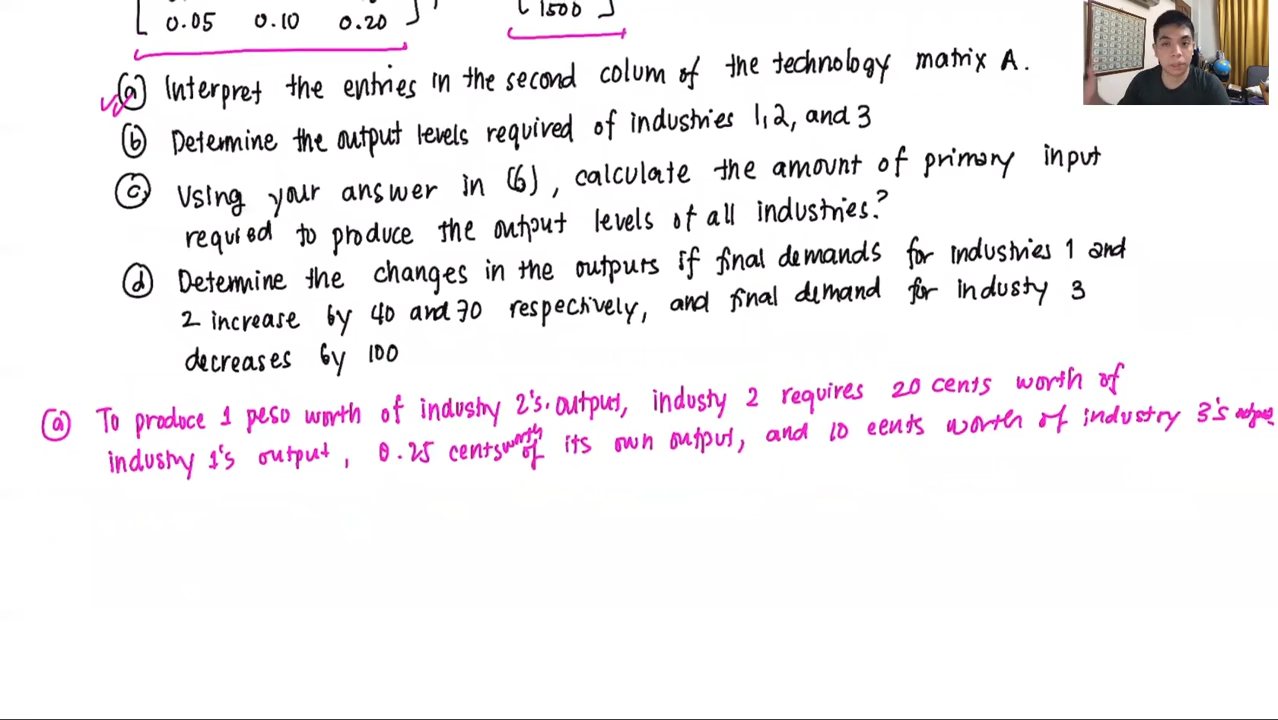 0.05 0.10 0.20 ] , [ 1500 ]
(a) Interpret the entries in the second colum of the technology matrix A.
(b) Determine the output levels required of industries 1, 2, and 3
(c) Using your answer in (b), calculate the amount of primary input
required to produce the output levels of all industries?
(d) Determine the changes in the outputs if final demands for industries 1 and
2 increase by 40 and 70 respectively, and final demand for industy 3
decreases by 100
(a) To produce 1 peso worth of industry 2's output, industy 2 requires 20 cents worth of
industry 1's output, 0.25 cents worth of its own output, and 10 cents worth of industry 3's output